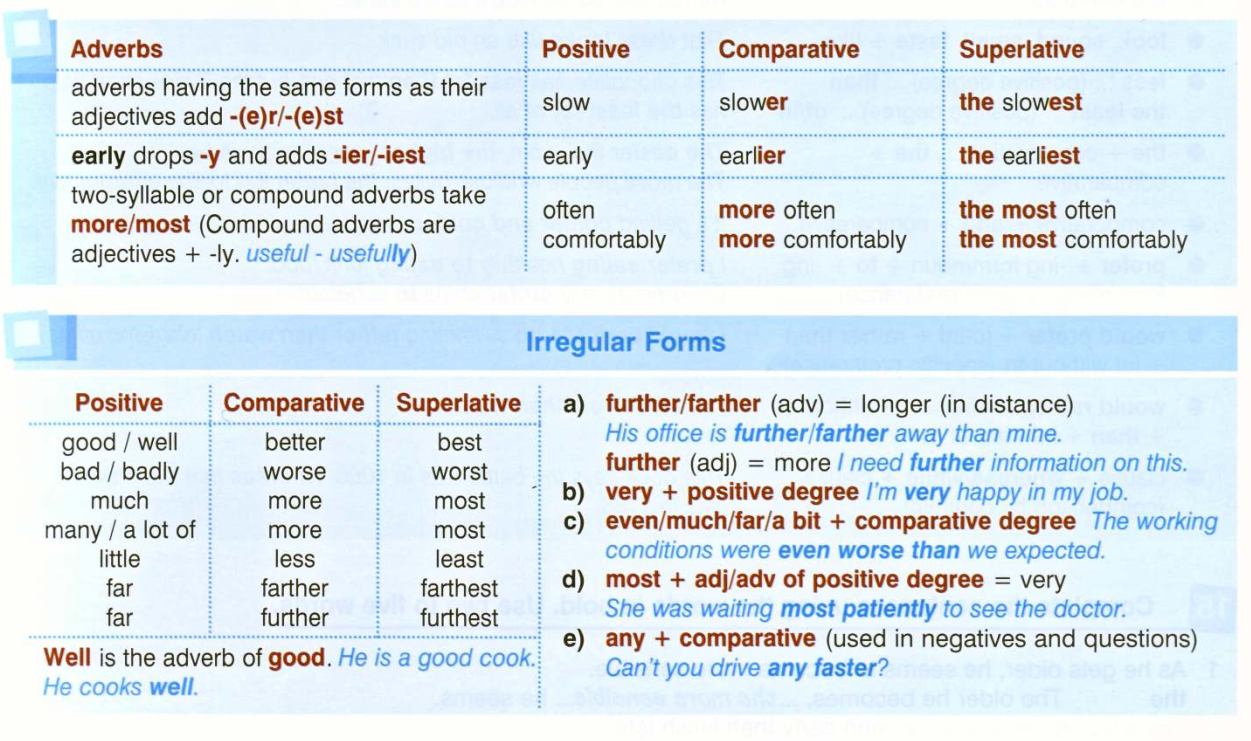 Adverbs Positive Comparative Superlative
adverbs having the same forms as their
adjectives add -(e)r/-(e)st
slow slower the slowest
early drops -y and adds -ier/-iest early earlier the earliest
two-syllable or compound adverbs take
more/most (Compound adverbs are
adjectives + -ly. useful - usefully)
often more often the most often
comfortably more comfortably the most comfortably
Irregular Forms
Positive Comparative Superlative
good / well better best
bad / badly worse worst
much more most
many / a lot of more most
little less least
far farther farthest
far further furthest
Well is the adverb of good. He is a good cook.
He cooks well.
a) further/farther (adv) = longer (in distance)
His office is further/farther away than mine.
further (adj) = more I need further information on this.
b) very + positive degree I'm very happy in my job.
c) even/much/far/a bit + comparative degree The working
conditions were even worse than we expected.
d) most + adj/adv of positive degree = very
She was waiting most patiently to see the doctor.
e) any + comparative (used in negatives and questions)
Can't you drive any faster?